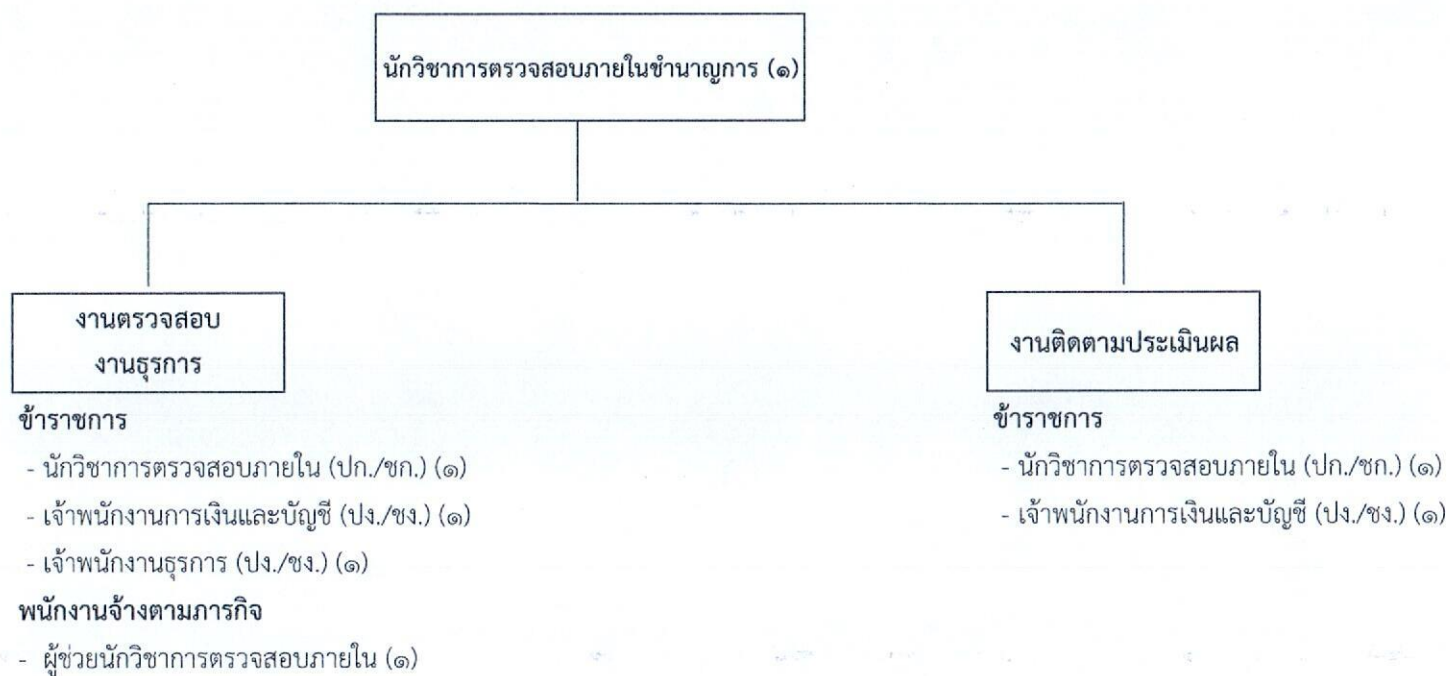 นักวิชาการตรวจสอบภายในชำนาญการ (๑)
งานตรวจสอบ
งานธุรการ
ข้าราชการ
- นักวิชาการตรวจสอบภายใน (ปก./ชก.) (๑)
- เจ้าพนักงานการเงินและบัญชี (ปง./ชง.) (๑)
- เจ้าพนักงานธุรการ (ปง./ชง.) (๑)
พนักงานจ้างตามภารกิจ
- ผู้ช่วยนักวิชาการตรวจสอบภายใน (๑)
งานติดตามประเมินผล
ข้าราชการ
- นักวิชาการตรวจสอบภายใน (ปก./ชก.) (๑)
- เจ้าพนักงานการเงินและบัญชี (ปง./ชง.) (๑)